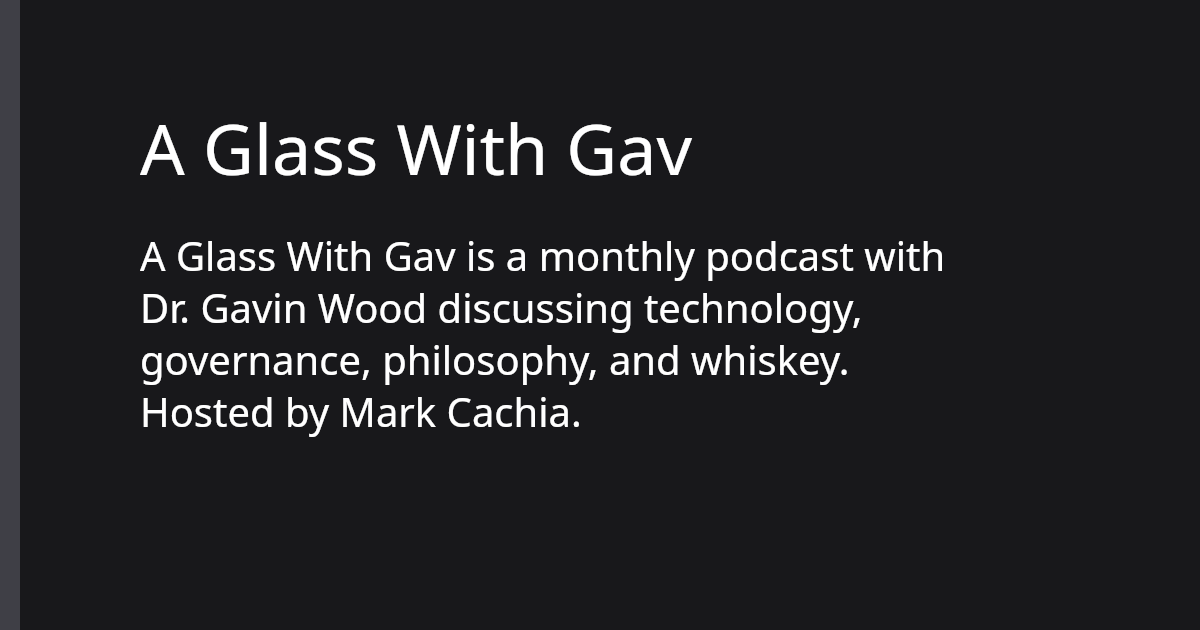 A Glass With Gav
A Glass With Gav is a monthly podcast with
Dr. Gavin Wood discussing technology,
governance, philosophy, and whiskey.
Hosted by Mark Cachia.